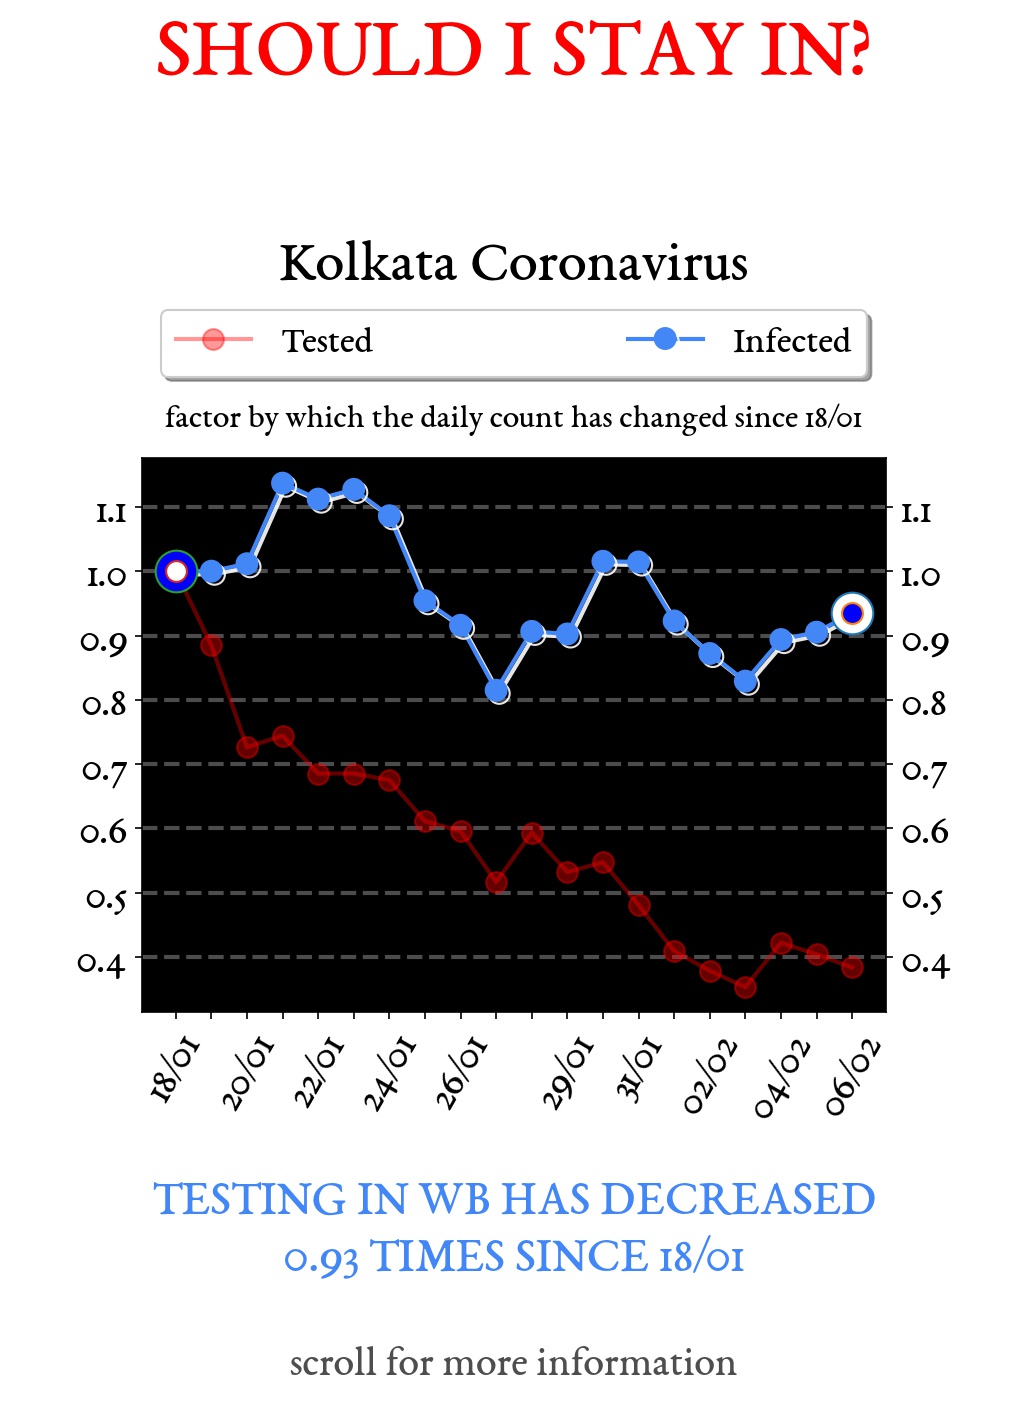 SHOULD I STAY IN?
Kolkata Coronavirus
Tested Infected
factor by which the daily count has changed since 18/01
1.1 1.1
1.0 1.0
0.9 0.9
0.8 0.8
0.7 0.7
0.6 0.6
0.5 0.5
0.4 0.4
18/01 20/01 22/01 24/01 26/01 29/01 31/01 02/02 04/02 06/02
TESTING IN WB HAS DECREASED
0.93 TIMES SINCE 18/01
scroll for more information